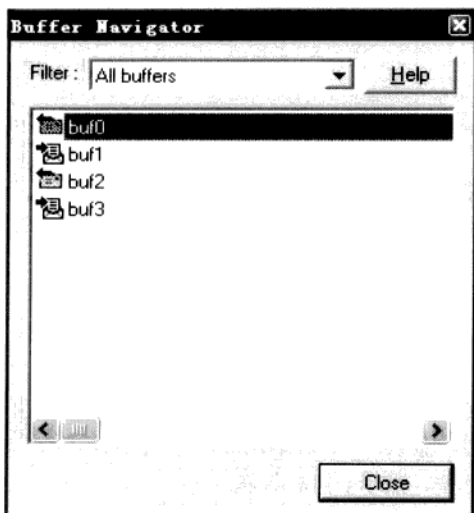 Buffer Navigator
Filter : All buffers Help
buf0
buf1
buf2
buf3
Close